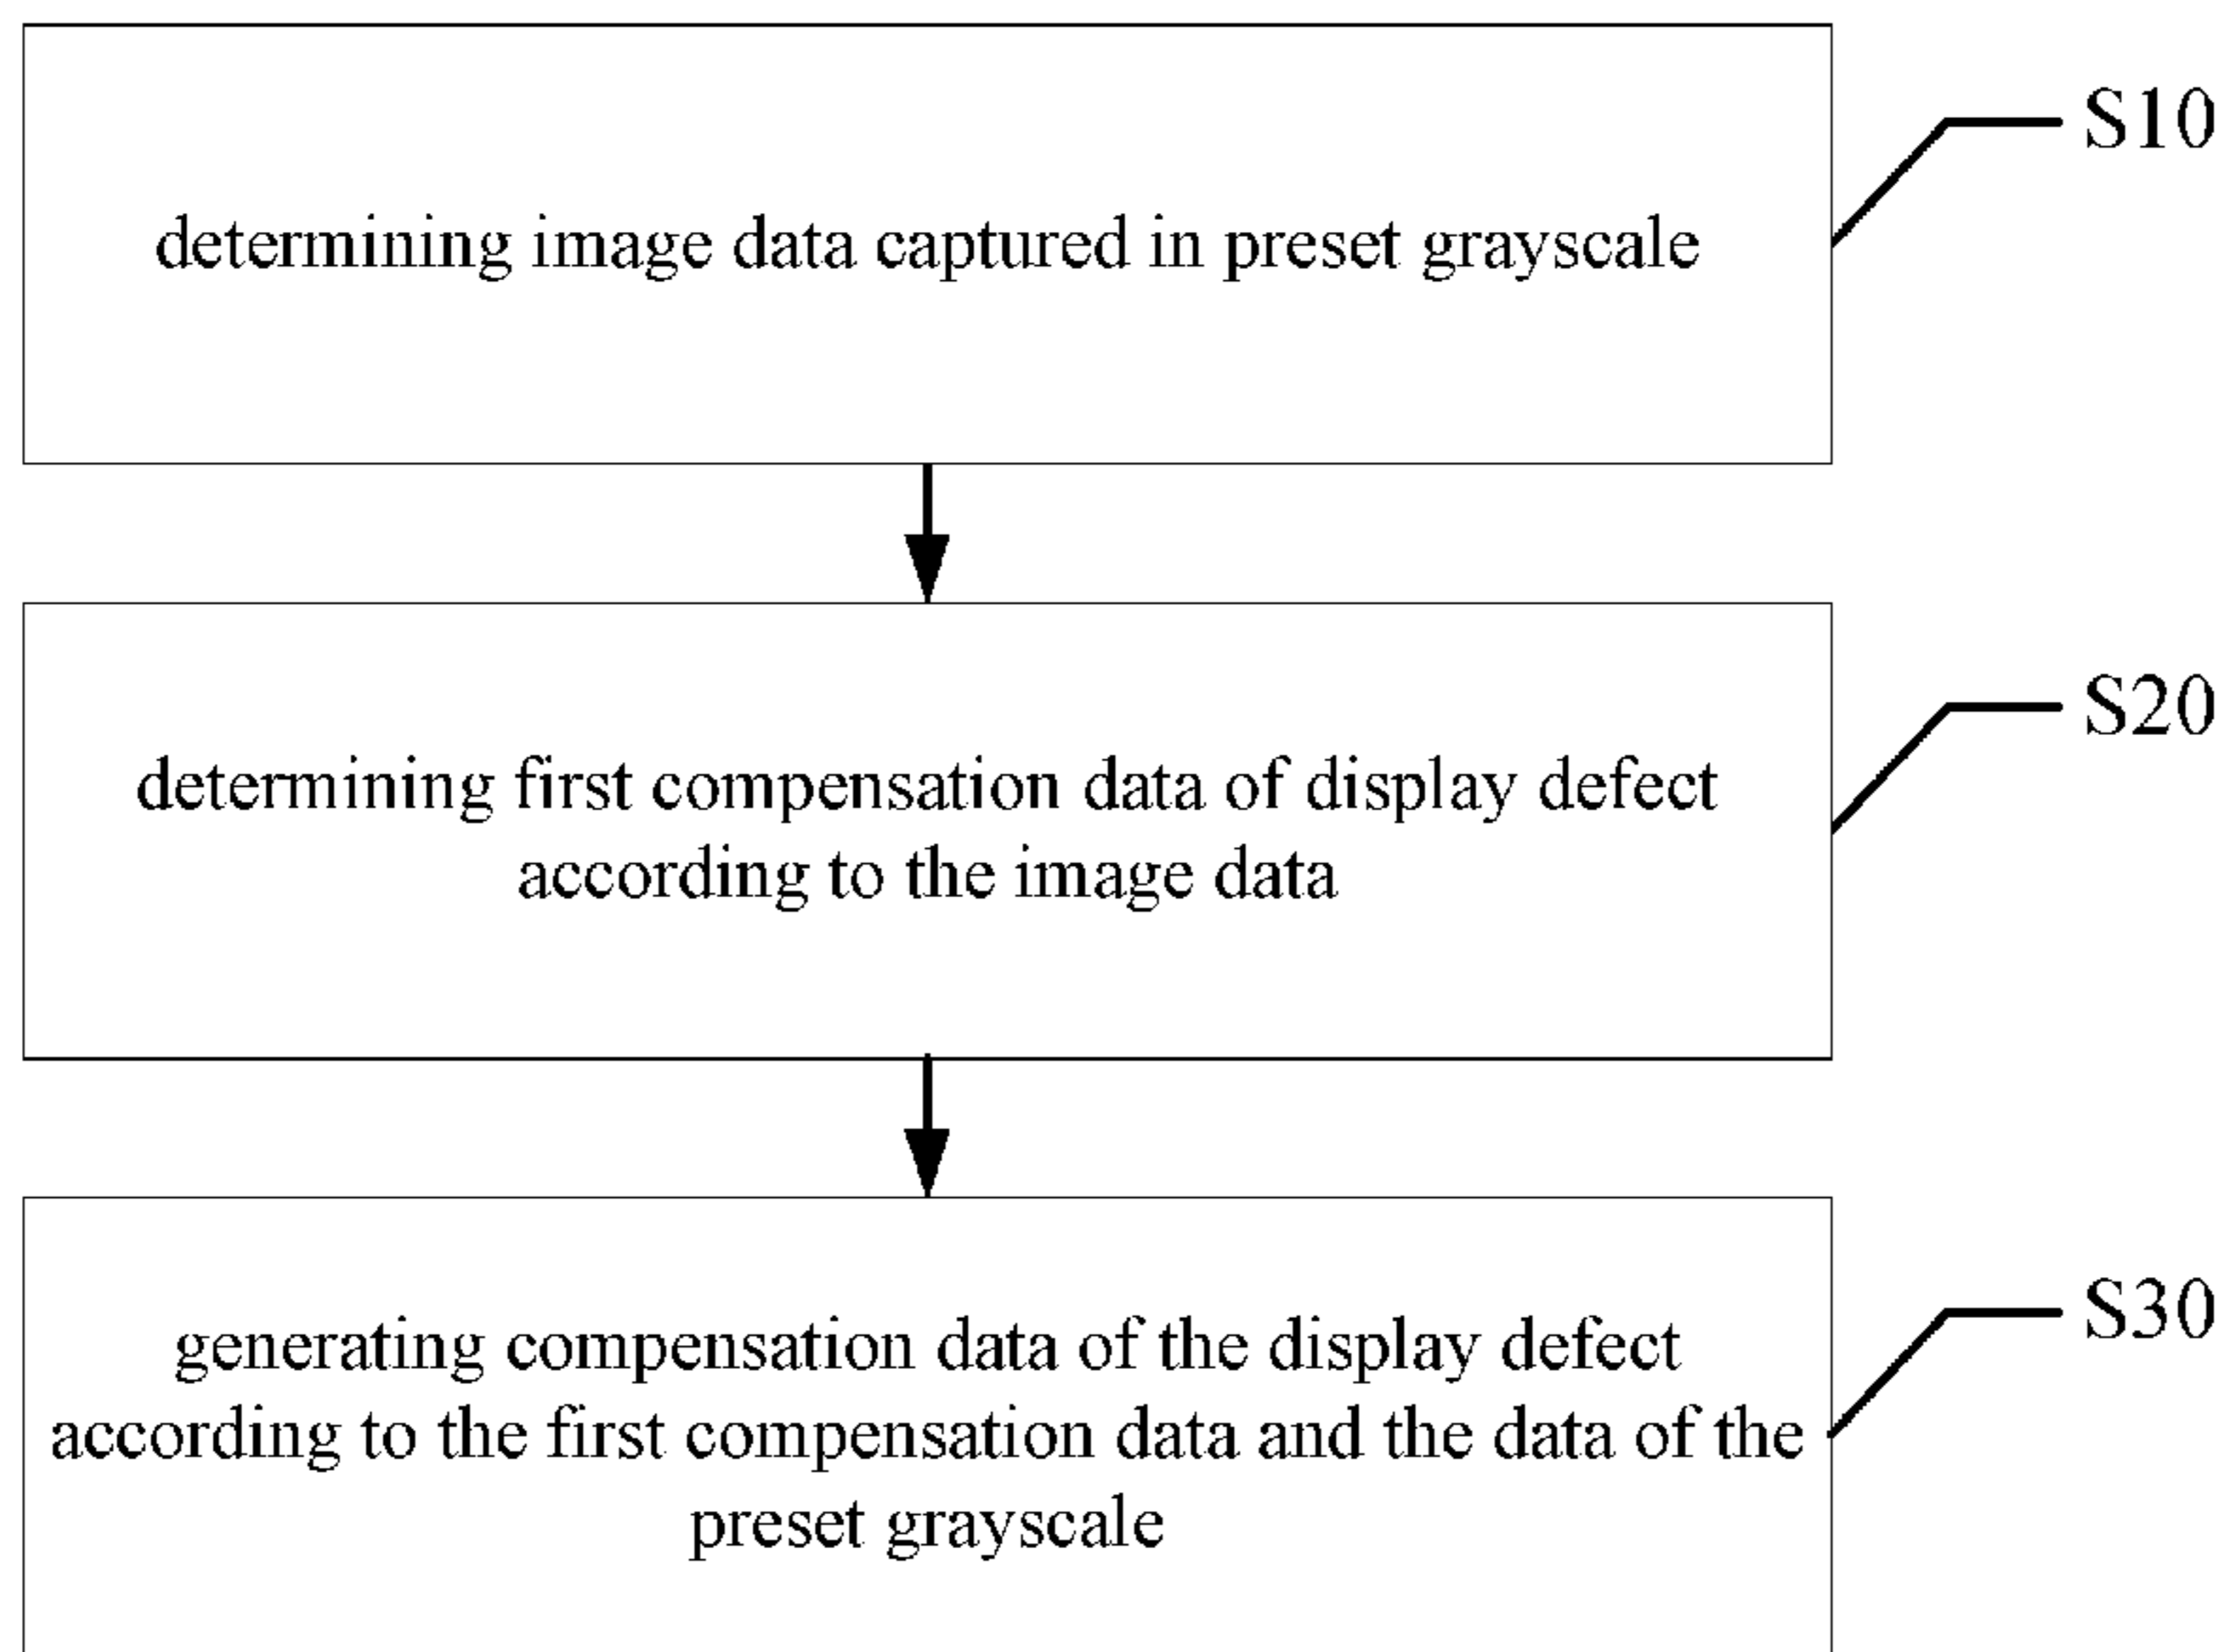 S10
determining image data captured in preset grayscale
S20
determining first compensation data of display defect
according to the image data
S30
generating compensation data of the display defect
according to the first compensation data and the data of the
preset grayscale